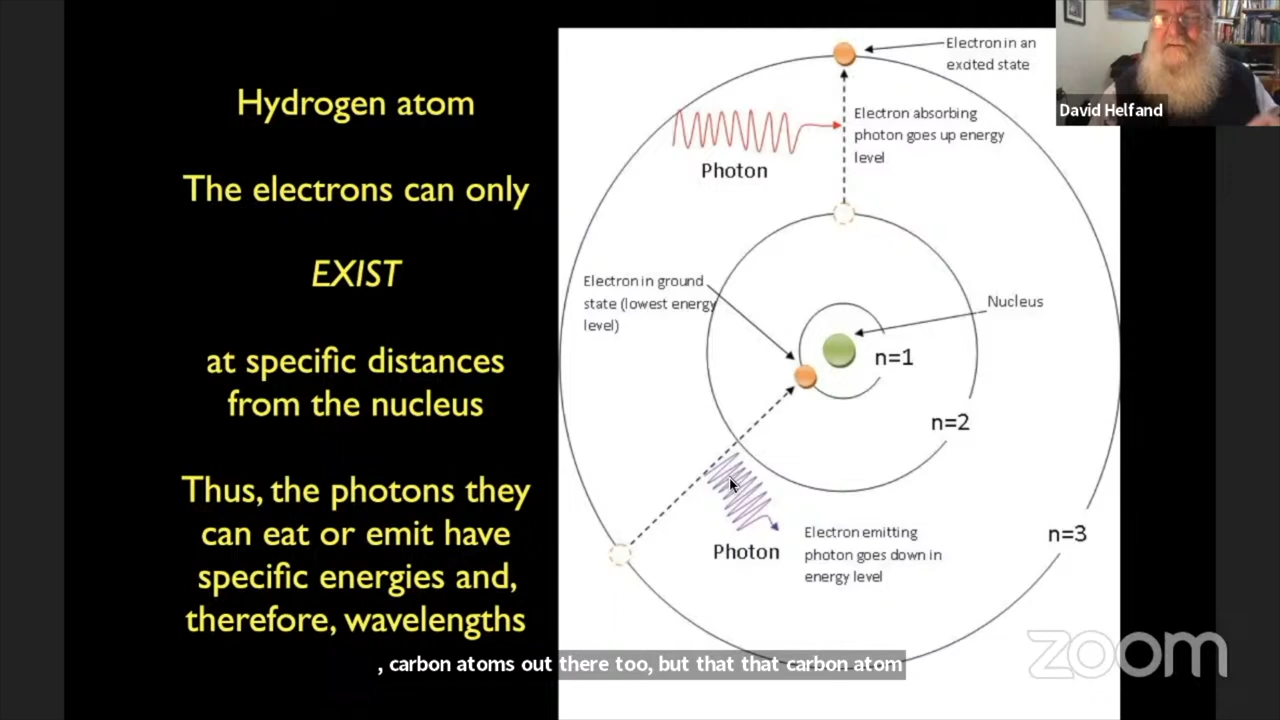 Hydrogen atom
The electrons can only
EXIST
at specific distances
from the nucleus
Thus, the photons they
can eat or emit have
specific energies and,
therefore, wavelengths
Electron in an
excited state
Electron absorbing
photon goes up energy
level
Photon
Electron in ground
state (lowest energy
level)
Nucleus
n=1
n=2
n=3
Photon
Electron emitting
photon goes down in
energy level
David Helfand
, carbon atoms out there too, but that that carbon atom
zoom